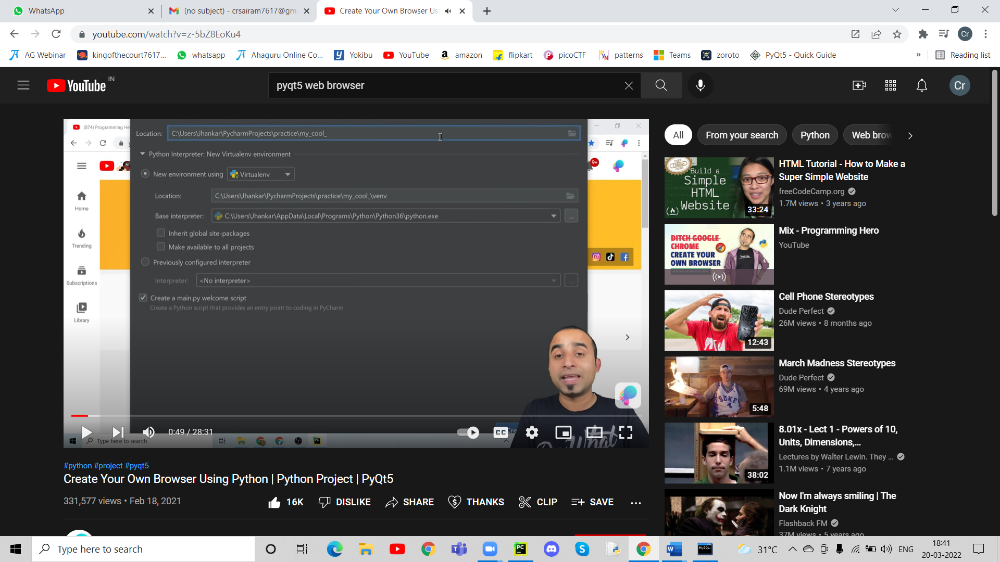 WhatsApp
(no subject) - crsairam7617@gm
Create Your Own Browser Us
youtube.com/watch?v=z-5bZ8EoKu4
Cr
AG Webinar
kingofthecourt7617...
whatsapp
Ahaguru Online Co...
Yokibu
YouTube
amazon
flipkart
picoCTF
patterns
Teams
zoroto
PyQt5 - Quick Guide
»
Reading list
YouTube IN
pyqt5 web browser
Cr
(874) Programming He
Location: C:\Users\Jhankar\PycharmProjects\practice\my_cool_
Python Interpreter: New Virtualenv environment
New environment using Virtualenv
Location: C:\Users\Jhankar\PycharmProjects\practice\my_cool_\venv
Base interpreter: C:\Users\Jhankar\AppData\Local\Programs\Python\Python36\python.exe
...
Inherit global site-packages
Make available to all projects
Previously configured interpreter
Interpreter: <No interpreter>
...
Create a main.py welcome script
Create a Python script that provides an entry point to coding in PyCharm.
Home
Trending
Subscriptions
Library
9+
0:49 / 28:31
CC
Type here to search
#python #project #pyqt5
Create Your Own Browser Using Python | Python Project | PyQt5
331,577 views • Feb 18, 2021
16K
DISLIKE
SHARE
THANKS
CLIP
SAVE
All
From your search
Python
Web brow
OVER
1 Million
VIEWS
Build a
Simple
HTML
Website
33:24
HTML Tutorial - How to Make a
Super Simple Website
freeCodeCamp.org
1.7M views • 3 years ago
DITCH GOOGLE
CHROME
CREATE YOUR
OWN BROWSER
Mix - Programming Hero
YouTube
12:43
Cell Phone Stereotypes
Dude Perfect
26M views • 8 months ago
DUKE
5:48
March Madness Stereotypes
Dude Perfect
69M views • 4 years ago
38:02
8.01x - Lect 1 - Powers of 10,
Units, Dimensions,...
Lectures by Walter Lewin. They ...
1.1M views • 7 years ago
Now I'm always smiling | The
Dark Knight
Flashback FM
37M views • 5 years ago
Type here to search
PC
MySQL
31°C
ENG
18:41
20-03-2022